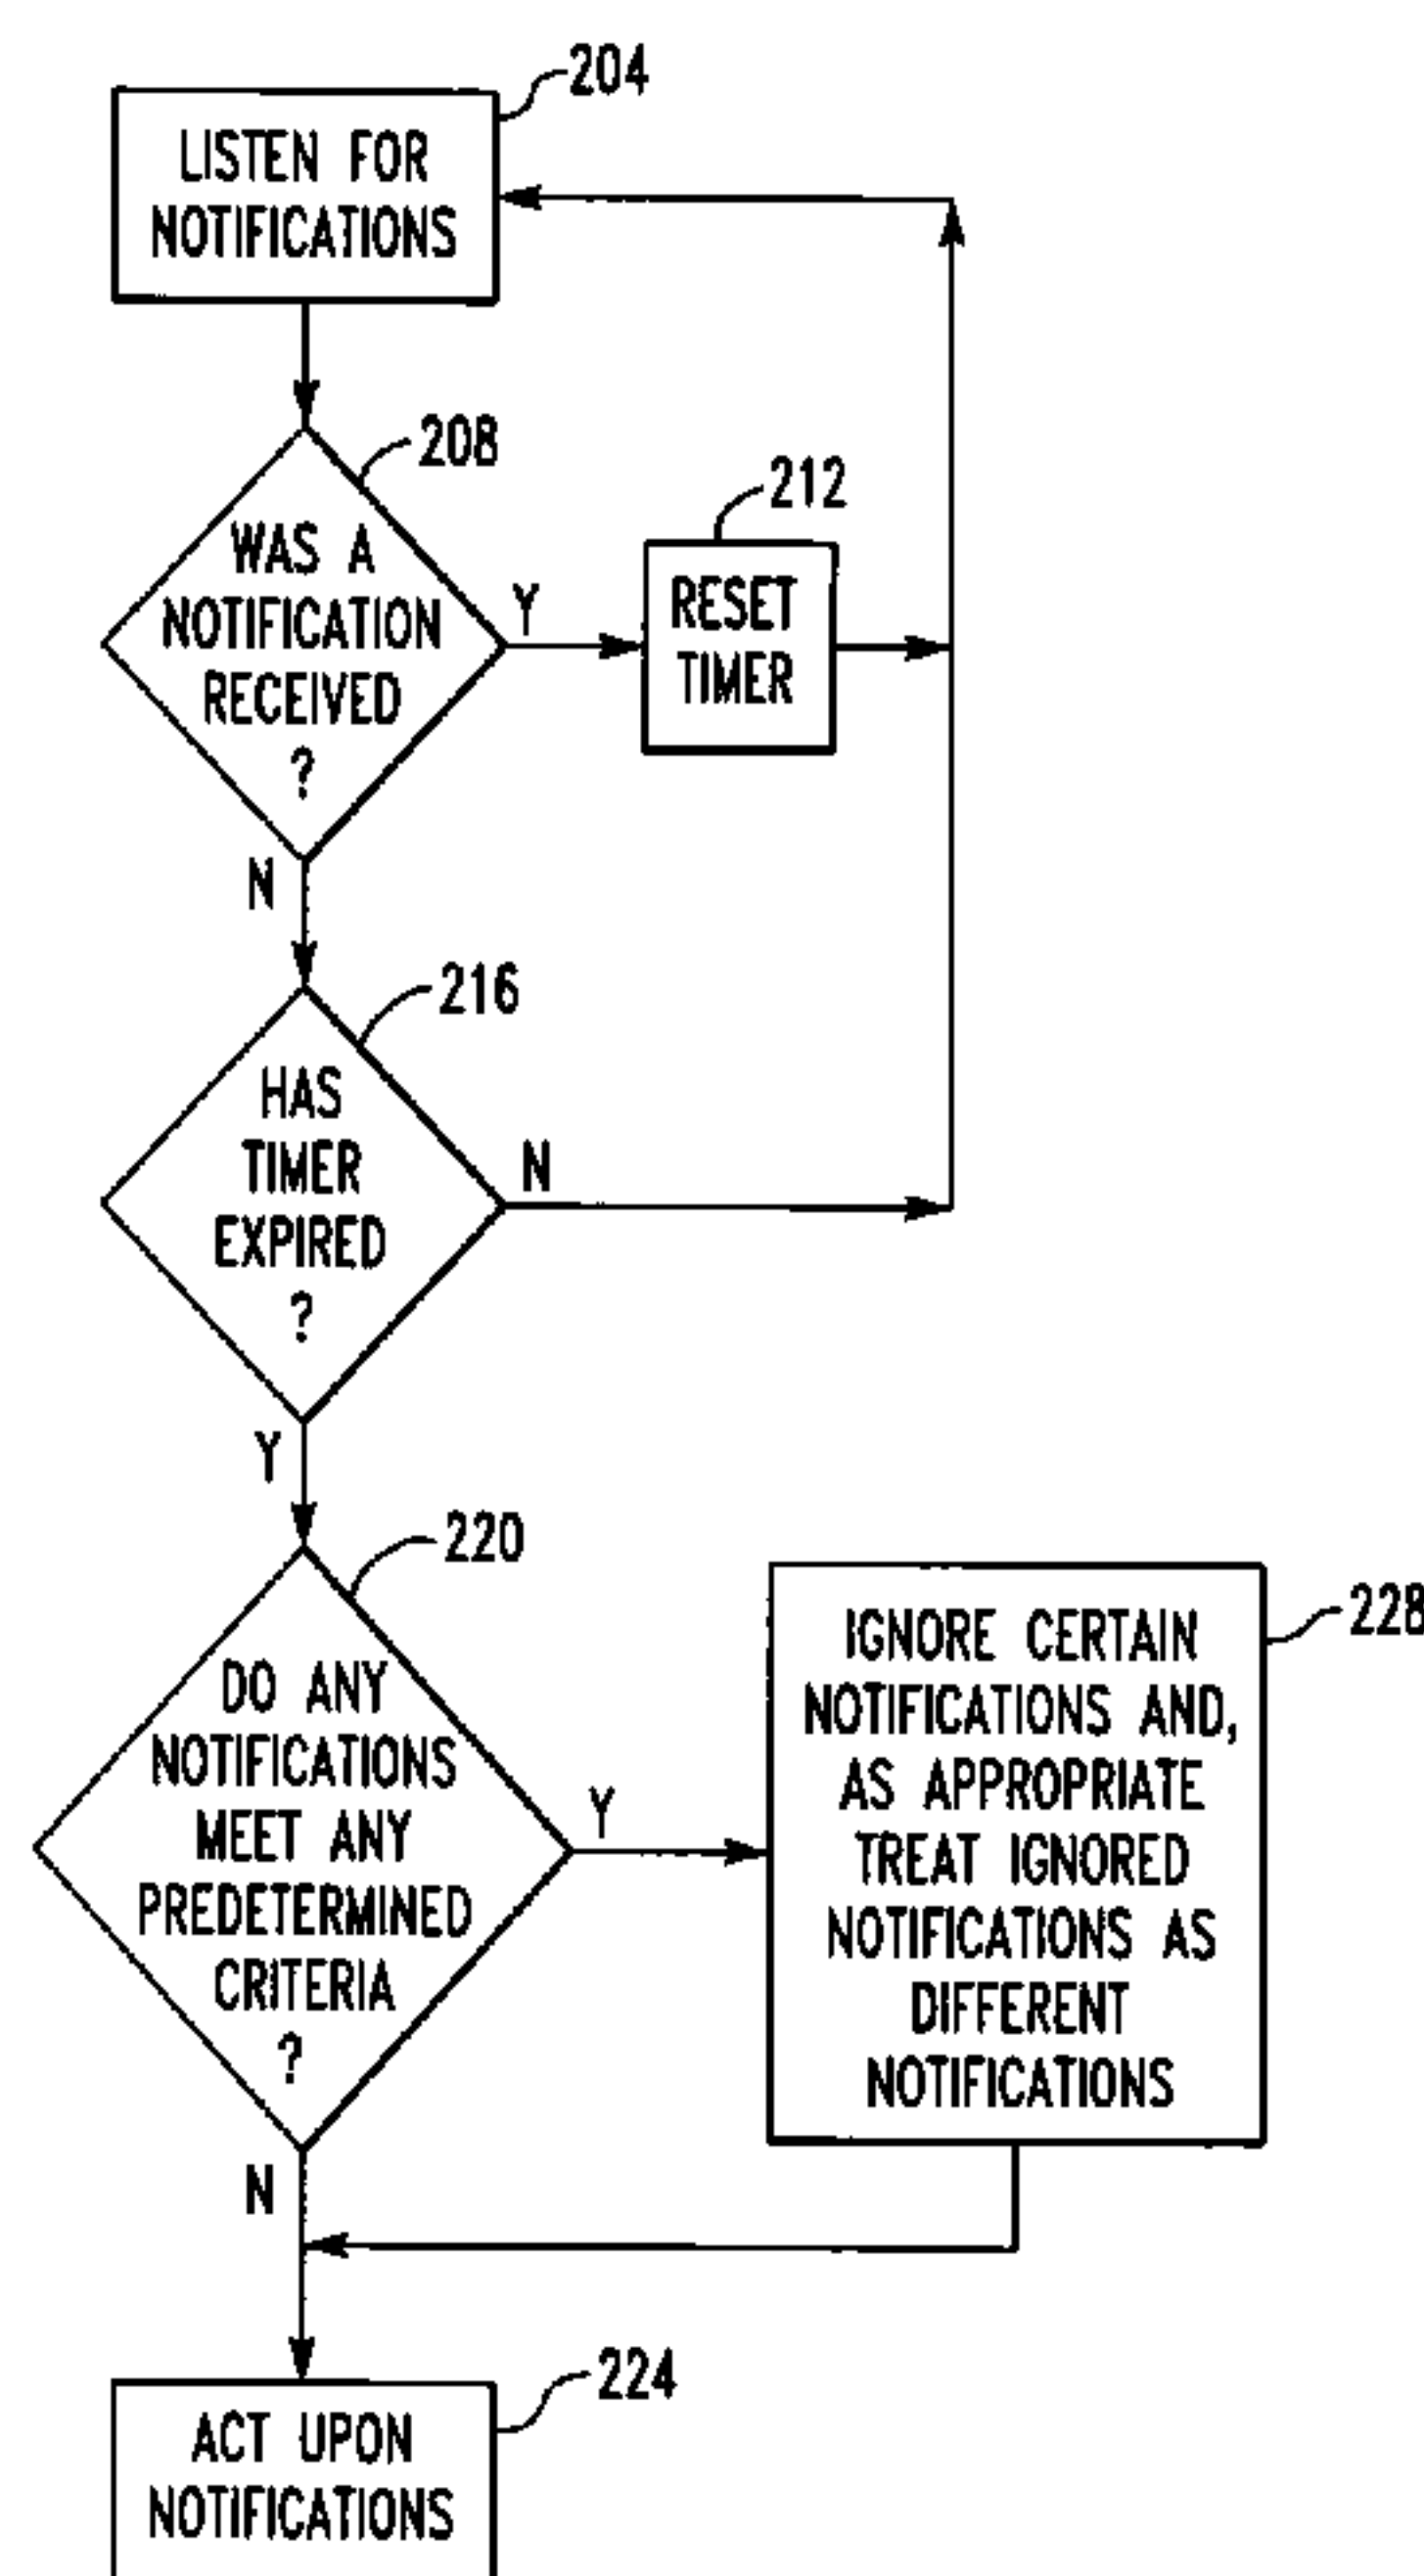 204
LISTEN FOR
NOTIFICATIONS
208
WAS A
NOTIFICATION
RECEIVED
?
Y
212
RESET
TIMER
N
216
HAS
TIMER
EXPIRED
?
N
Y
220
DO ANY
NOTIFICATIONS
MEET ANY
PREDETERMINED
CRITERIA
?
Y
228
IGNORE CERTAIN
NOTIFICATIONS AND,
AS APPROPRIATE
TREAT IGNORED
NOTIFICATIONS AS
DIFFERENT
NOTIFICATIONS
N
224
ACT UPON
NOTIFICATIONS